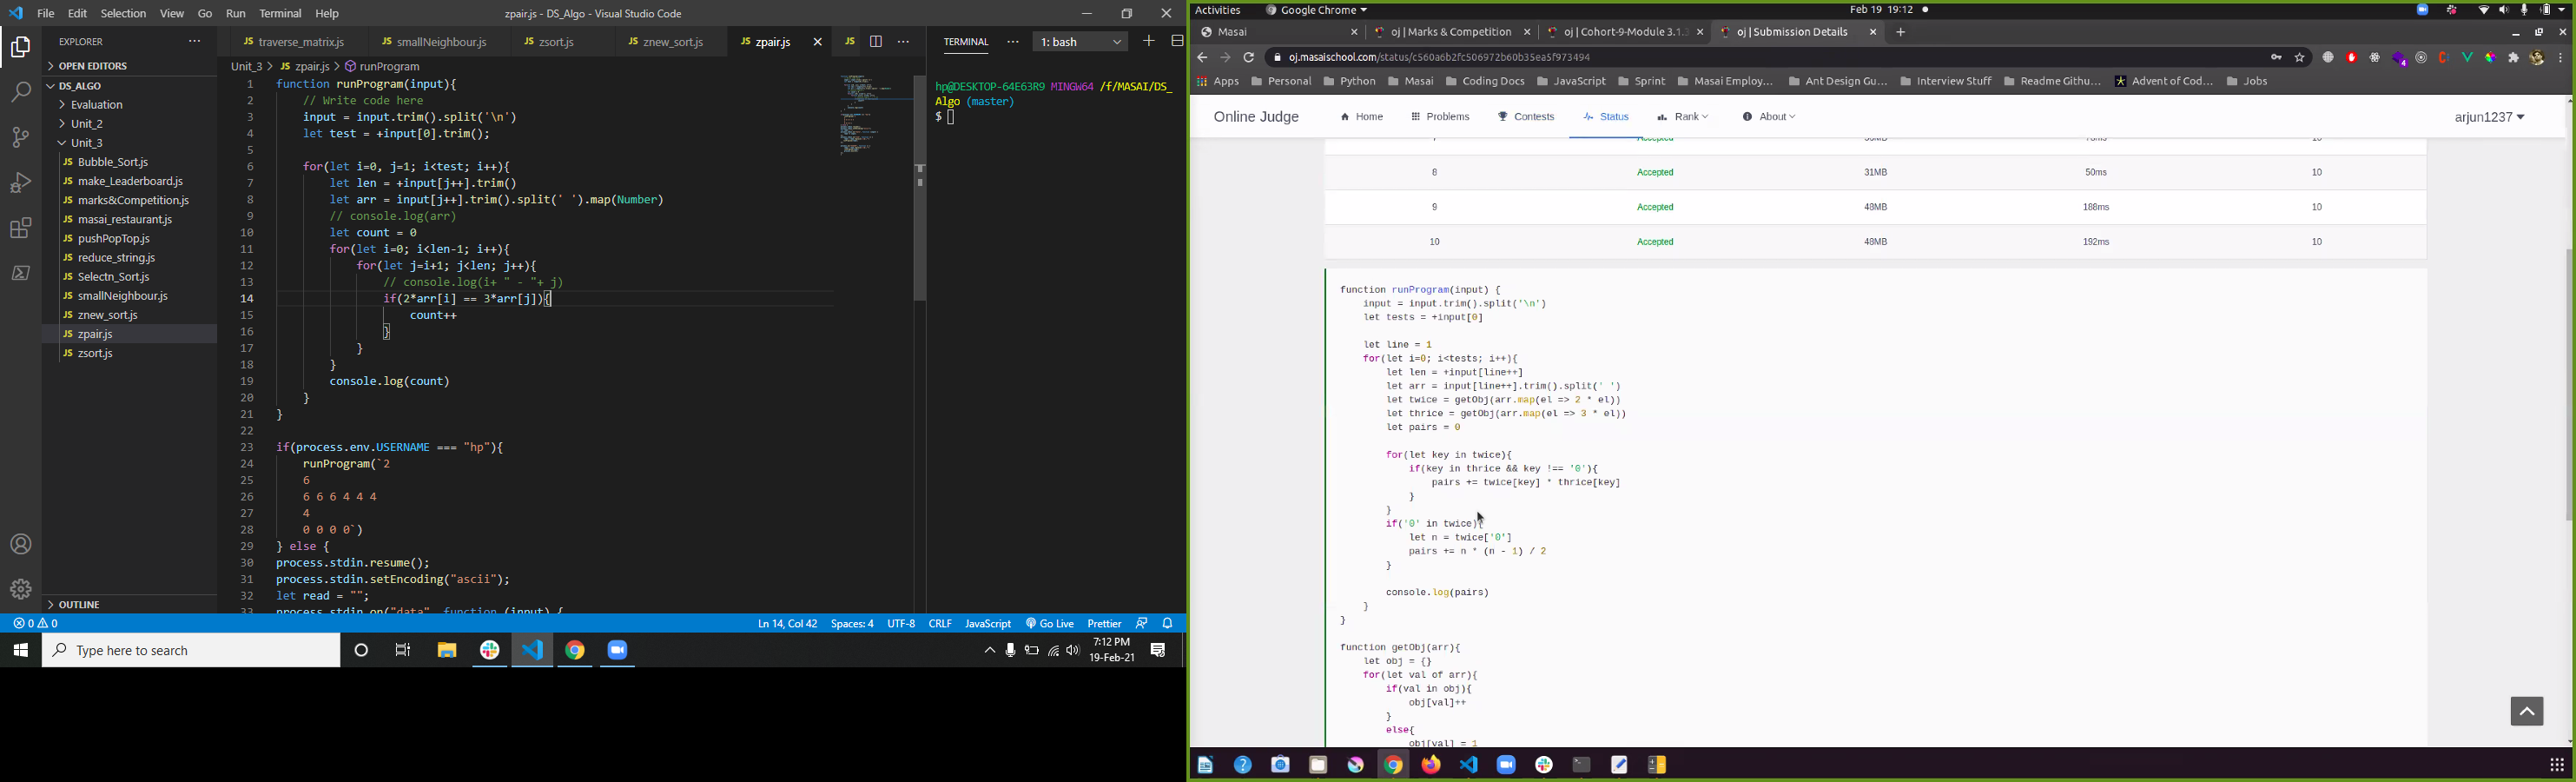 File Edit Selection View Go Run Terminal Help
zpair.js - DS_Algo - Visual Studio Code
EXPLORER
OPEN EDITORS
DS_ALGO
Evaluation
Unit_2
Unit_3
JS Bubble_Sort.js
JS make_Leaderboard.js
JS marks&Competition.js
JS masai_restaurant.js
JS pushPopTop.js
JS reduce_string.js
JS Selectn_Sort.js
JS smallNeighbour.js
JS znew_sort.js
JS zpair.js
JS zsort.js
OUTLINE
JS traverse_matrix.js JS smallNeighbour.js JS zsort.js JS znew_sort.js JS zpair.js JS
Unit_3 > JS zpair.js > runProgram
1 function runProgram(input){
2 // Write code here
3 input = input.trim().split('\n')
4 let test = +input[0].trim();
5
6 for(let i=0, j=1; i<test; i++){
7 let len = +input[j++].trim()
8 let arr = input[j++].trim().split(' ').map(Number)
9 // console.log(arr)
10 let count = 0
11 for(let i=0; i<len-1; i++){
12 for(let j=i+1; j<len; j++){
13 // console.log(i+ " - "+ j)
14 if(2*arr[i] == 3*arr[j]){
15 count++
16 }
17 }
18 }
19 console.log(count)
20 }
21 }
22
23 if(process.env.USERNAME === "hp"){
24 runProgram(`2
25 6
26 6 6 6 4 4 4
27 4
28 0 0 0 0`)
29 } else {
30 process.stdin.resume();
31 process.stdin.setEncoding("ascii");
32 let read = "";
33 process.stdin.on("data", function (input) {
TERMINAL 1: bash
hp@DESKTOP-64E63R9 MINGW64 /f/MASAI/DS_
Algo (master)
$
0 0 Ln 14, Col 42 Spaces: 4 UTF-8 CRLF JavaScript Go Live Prettier
Type here to search
7:12 PM
19-Feb-21
Activities Google Chrome Feb 19 19:12
Masai oj | Marks & Competition oj | Cohort-9-Module 3.1.3 oj | Submission Details
oj.masaischool.com/status/c560a6b2fc506972b60b35ea5f973494
Apps Personal Python Masai Coding Docs JavaScript Sprint Masai Employ... Ant Design Gu... Interview Stuff Readme Githu... Advent of Cod... Jobs
Online Judge Home Problems Contests Status Rank About arjun1237
8 Accepted 31MB 50ms 10
9 Accepted 48MB 188ms 10
10 Accepted 48MB 192ms 10
function runProgram(input) {
input = input.trim().split('\n')
let tests = +input[0]
let line = 1
for(let i=0; i<tests; i++){
let len = +input[line++]
let arr = input[line++].trim().split(' ')
let twice = getObj(arr.map(el => 2 * el))
let thrice = getObj(arr.map(el => 3 * el))
let pairs = 0
for(let key in twice){
if(key in thrice && key !== '0'){
pairs += twice[key] * thrice[key]
}
}
if('0' in twice){
let n = twice['0']
pairs += n * (n - 1) / 2
}
console.log(pairs)
}
}
function getObj(arr){
let obj = {}
for(let val of arr){
if(val in obj){
obj[val]++
}
else{
obj[val] = 1